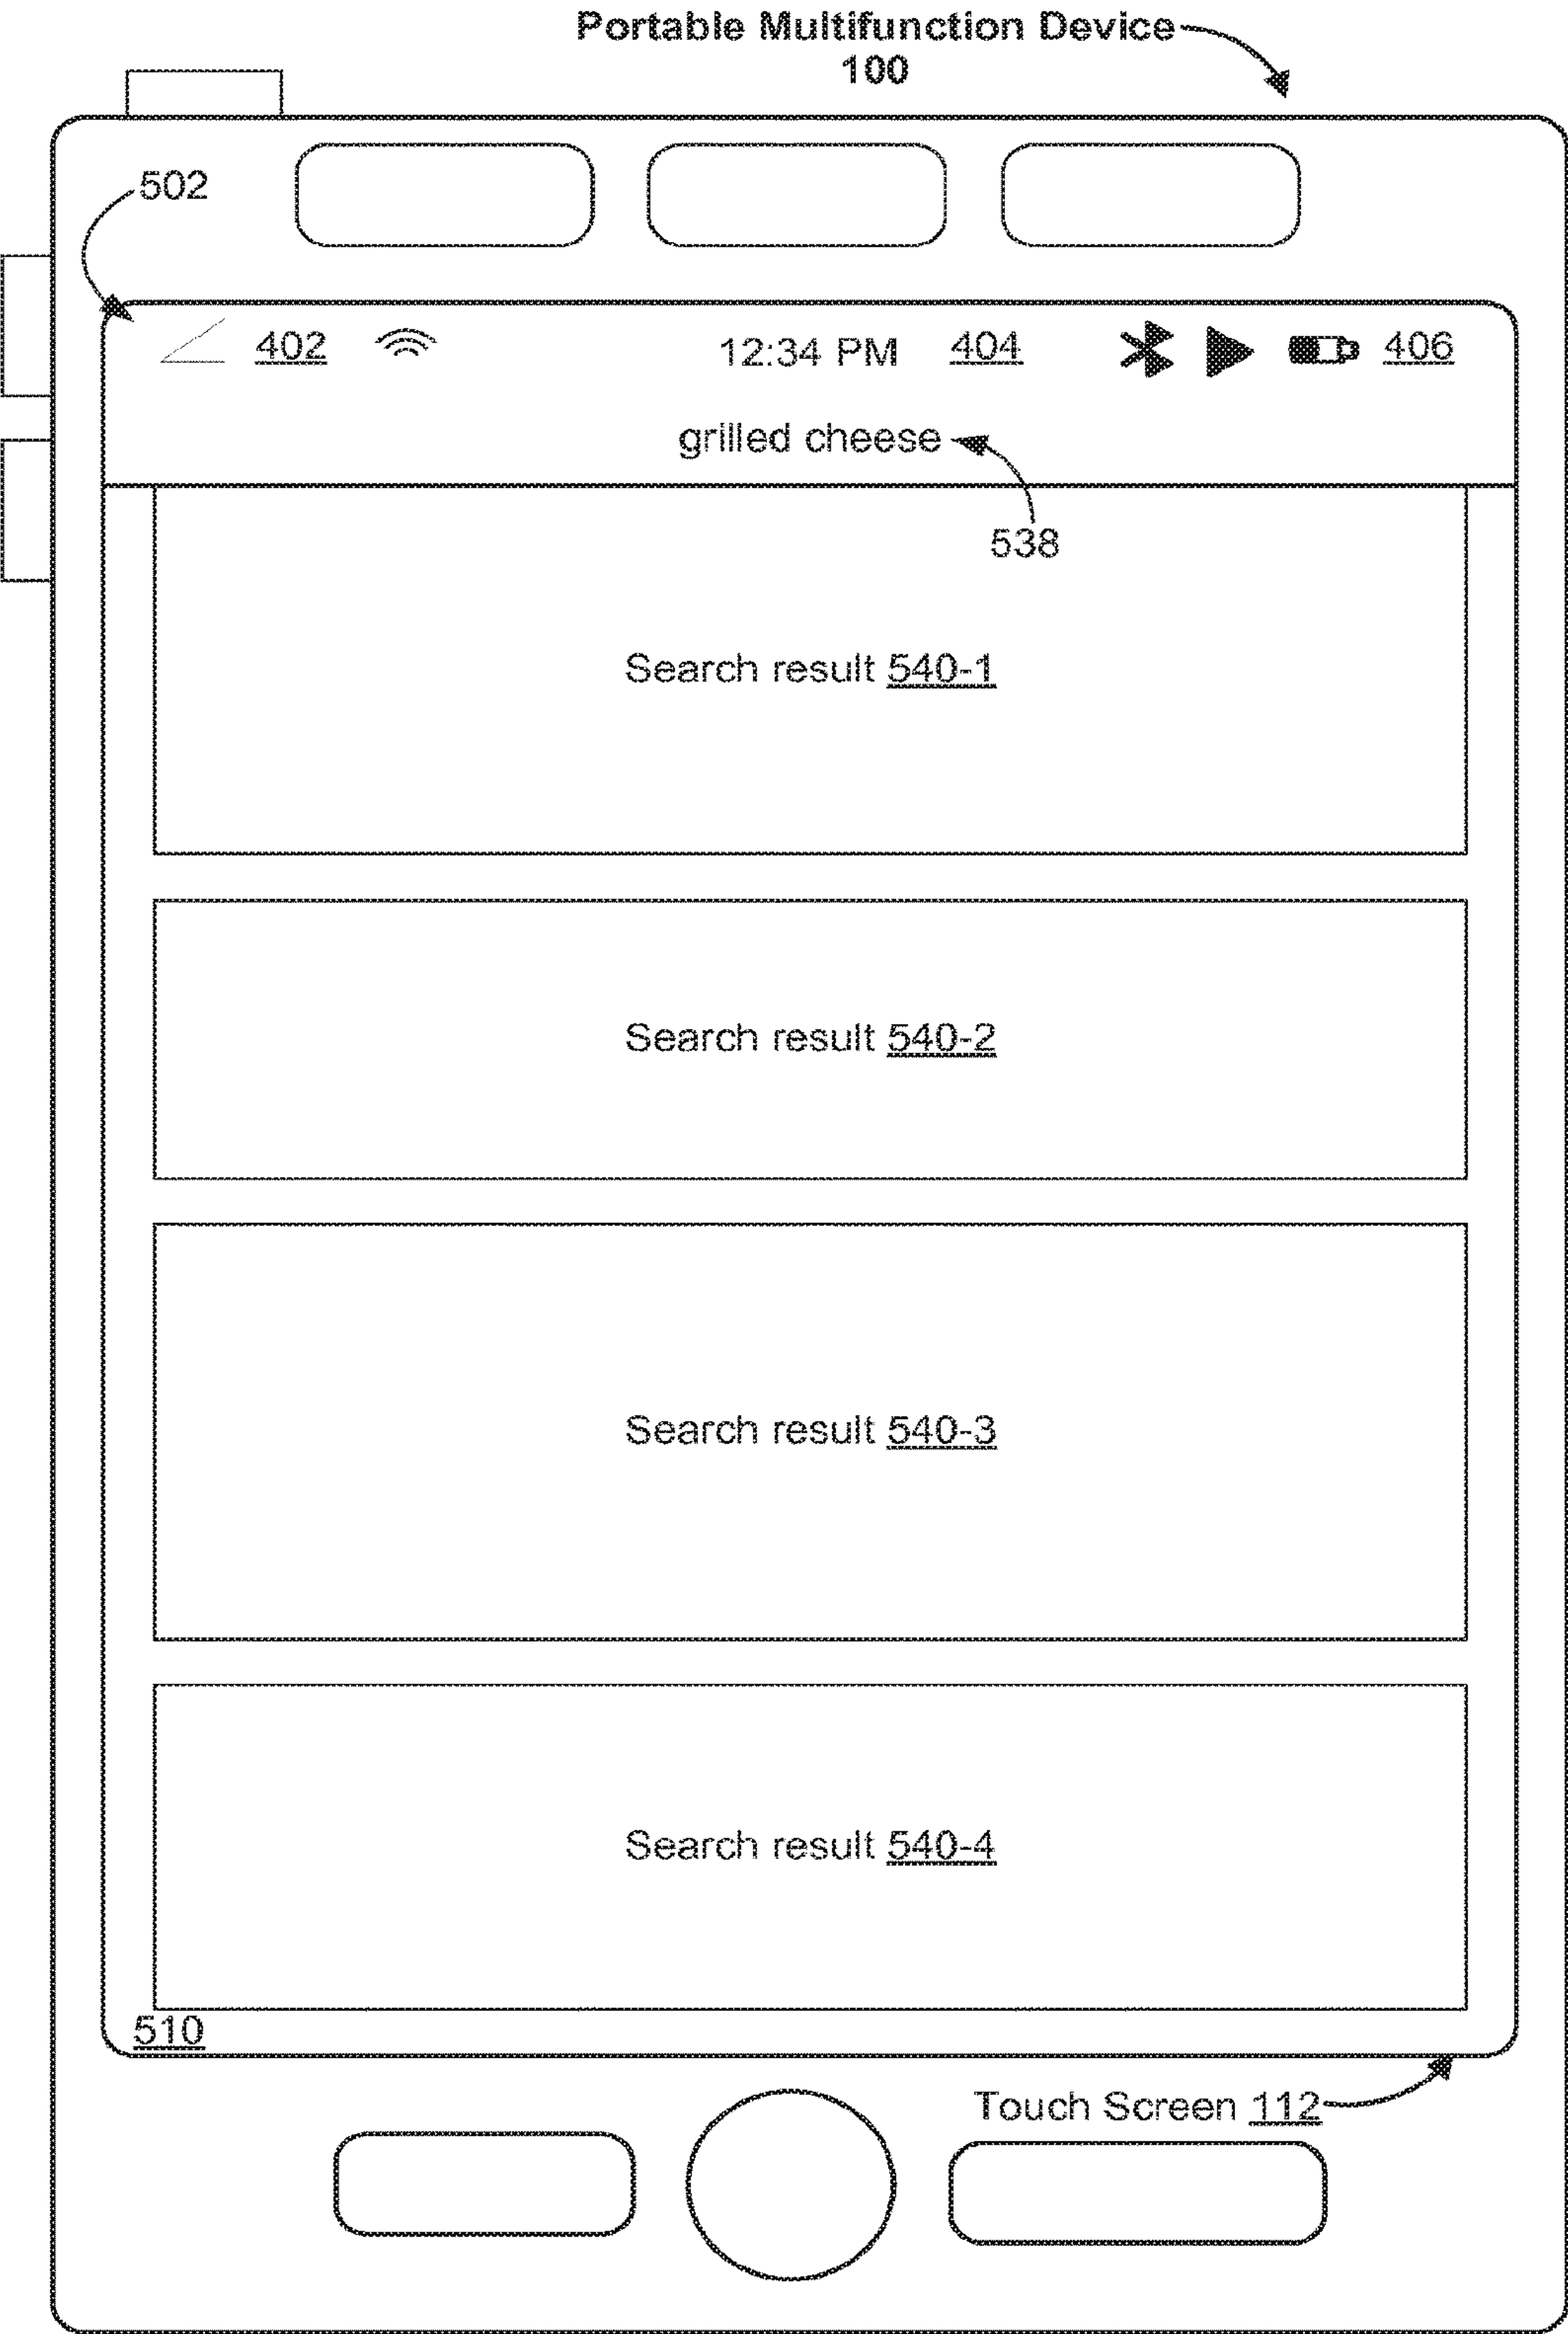 Portable Multifunction Device
100
502
402 12:34 PM 404 406
grilled cheese
538
Search result 540-1
Search result 540-2
Search result 540-3
Search result 540-4
510
Touch Screen 112